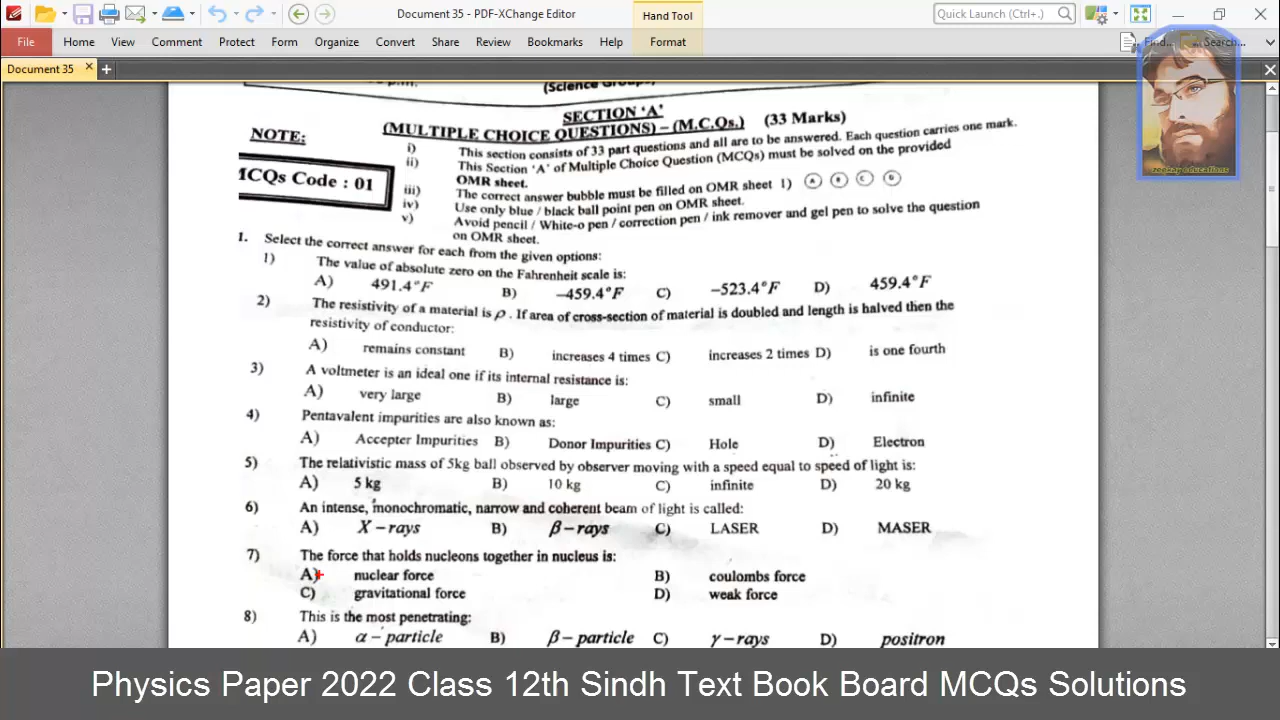 Document 35 - PDF-XChange Editor
Hand Tool
Quick Launch (Ctrl+.)
File Home View Comment Protect Form Organize Convert Share Review Bookmarks Help Format
Find... Search...
Document 35
p.m.
(Science Groups)
SECTION 'A'
(MULTIPLE CHOICE QUESTIONS) – (M.C.Qs.) (33 Marks)
NOTE:
i) This section consists of 33 part questions and all are to be answered. Each question carries one mark.
ii) This Section 'A' of Multiple Choice Question (MCQs) must be solved on the provided
OMR sheet.
MCQs Code : 01
iii) The correct answer bubble must be filled on OMR sheet 1) A B C D
iv) Use only blue / black ball point pen on OMR sheet.
v) Avoid pencil / White-o pen / correction pen / ink remover and gel pen to solve the question
on OMR sheet.
1. Select the correct answer for each from the given options:
1) The value of absolute zero on the Fahrenheit scale is:
A) 491.4°F B) –459.4°F C) –523.4°F D) 459.4°F
2) The resistivity of a material is ρ. If area of cross-section of material is doubled and length is halved then the
resistivity of conductor:
A) remains constant B) increases 4 times C) increases 2 times D) is one fourth
3) A voltmeter is an ideal one if its internal resistance is:
A) very large B) large C) small D) infinite
4) Pentavalent impurities are also known as:
A) Accepter Impurities B) Donor Impurities C) Hole D) Electron
5) The relativistic mass of 5kg ball observed by observer moving with a speed equal to speed of light is:
A) 5 kg B) 10 kg C) infinite D) 20 kg
6) An intense, monochromatic, narrow and coherent beam of light is called:
A) X – rays B) β – rays C) LASER D) MASER
7) The force that holds nucleons together in nucleus is:
A) nuclear force B) coulombs force
C) gravitational force D) weak force
8) This is the most penetrating:
A) α – particle B) β – particle C) γ – rays D) positron
Physics Paper 2022 Class 12th Sindh Text Book Board MCQs Solutions